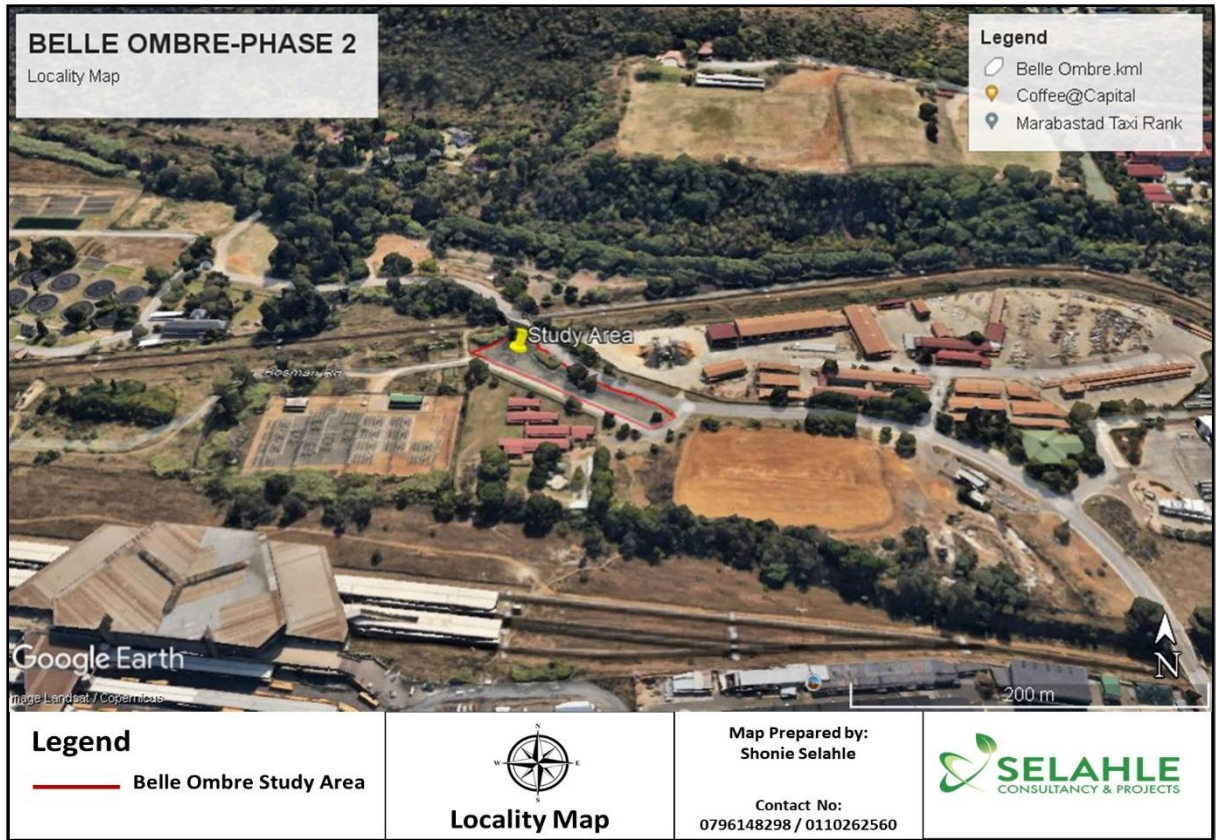 BELLE OMBRE-PHASE 2
Locality Map
Legend
Belle Ombre.kml
Coffee@Capital
Marabastad Taxi Rank
Study Area
Bosman Rd
Google Earth
Image Landsat / Copernicus
200 m
N
Legend
Belle Ombre Study Area
N
W E
S
Locality Map
Map Prepared by:
Shonie Selahle
Contact No:
0796148298 / 0110262560
SELAHLE
CONSULTANCY & PROJECTS